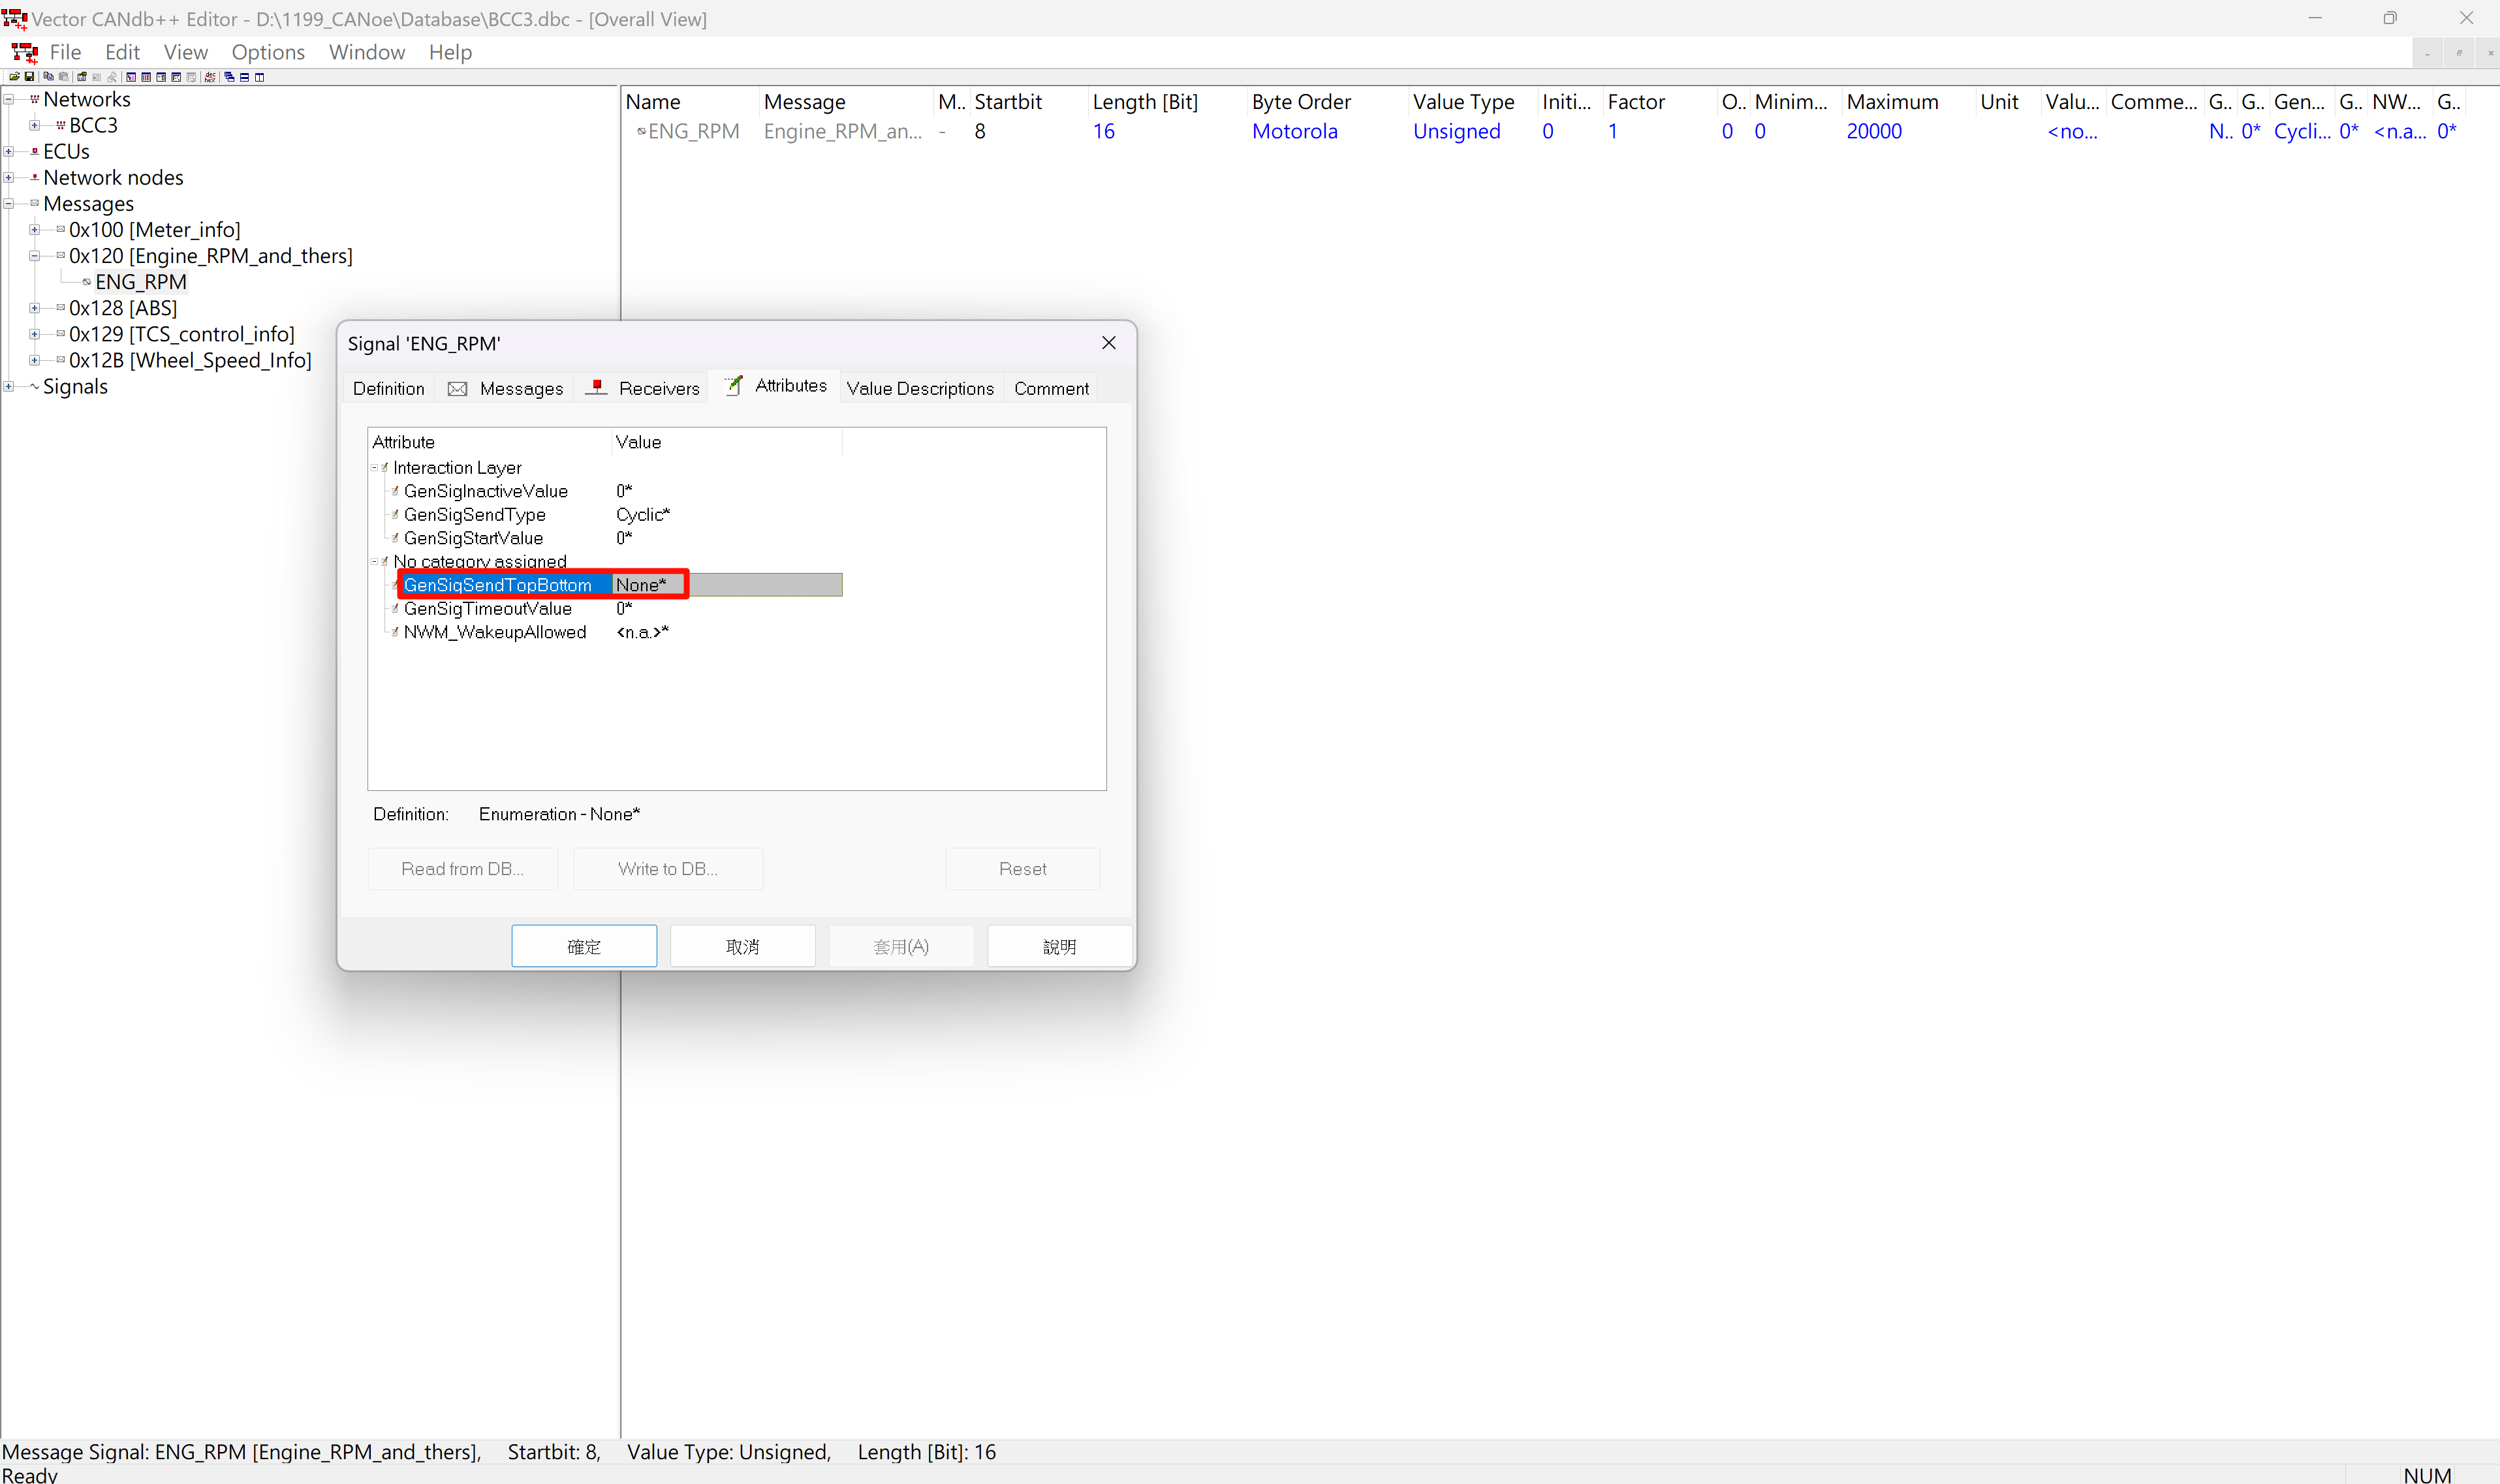 Vector CANdb++ Editor - D:\1199_CANoe\Database\BCC3.dbc - [Overall View]
File Edit View Options Window Help
Networks
BCC3
ECUs
Network nodes
Messages
0x100 [Meter_info]
0x120 [Engine_RPM_and_thers]
ENG_RPM
0x128 [ABS]
0x129 [TCS_control_info]
0x12B [Wheel_Speed_Info]
Signals
Name Message M.. Startbit Length [Bit] Byte Order Value Type Initi... Factor O.. Minim... Maximum Unit Valu... Comme... G.. G.. Gen... G.. NW... G..
ENG_RPM Engine_RPM_an... - 8 16 Motorola Unsigned 0 1 0 0 20000 <no... N.. 0* Cycli... 0* <n.a... 0*
Signal 'ENG_RPM'
Definition Messages Receivers Attributes Value Descriptions Comment
Attribute Value
Interaction Layer
GenSigInactiveValue 0*
GenSigSendType Cyclic*
GenSigStartValue 0*
No category assigned
GenSigSendTopBottom None*
GenSigTimeoutValue 0*
NWM_WakeupAllowed <n.a.>*
Definition: Enumeration - None*
Read from DB... Write to DB... Reset
確定 取消 套用(A) 說明
Message Signal: ENG_RPM [Engine_RPM_and_thers], Startbit: 8, Value Type: Unsigned, Length [Bit]: 16
Ready NUM